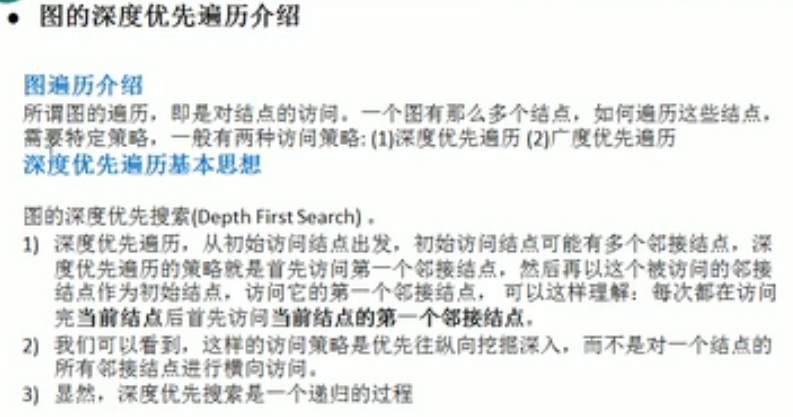 • 图的深度优先遍历介绍
图遍历介绍
所谓图的遍历，即是对结点的访问。一个图有那么多个结点，如何遍历这些结点，
需要特定策略，一般有两种访问策略: (1)深度优先遍历 (2)广度优先遍历
深度优先遍历基本思想
图的深度优先搜索(Depth First Search) 。
1) 深度优先遍历，从初始访问结点出发，初始访问结点可能有多个邻接结点，深
度优先遍历的策略就是首先访问第一个邻接结点，然后再以这个被访问的邻接
结点作为初始结点，访问它的第一个邻接结点， 可以这样理解：每次都在访问
完当前结点后首先访问当前结点的第一个邻接结点。
2) 我们可以看到，这样的访问策略是优先往纵向挖掘深入，而不是对一个结点的
所有邻接结点进行横向访问。
3) 显然，深度优先搜索是一个递归的过程